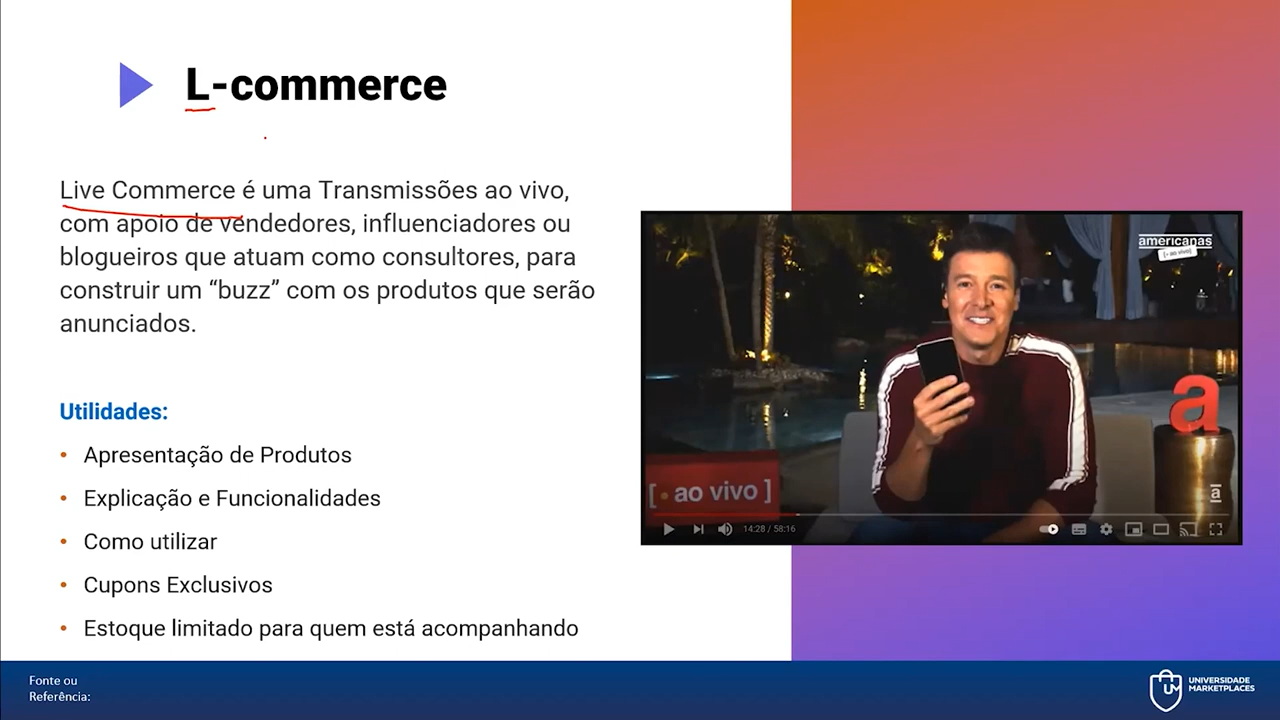 L-commerce
Live Commerce é uma Transmissões ao vivo,
com apoio de vendedores, influenciadores ou
blogueiros que atuam como consultores, para
construir um “buzz” com os produtos que serão
anunciados.
Utilidades:
• Apresentação de Produtos
• Explicação e Funcionalidades
• Como utilizar
• Cupons Exclusivos
• Estoque limitado para quem está acompanhando
americanas
[• ao vivo]
a
[• ao vivo]
a
14:28 / 58:16
Fonte ou
Referência:
UM
UNIVERSIDADE
MARKETPLACES